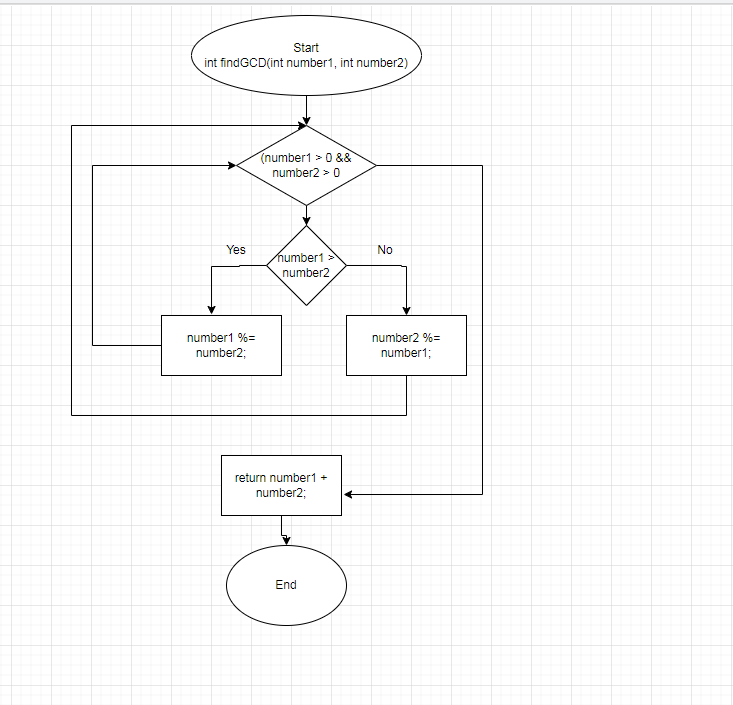 Start
int findGCD(int number1, int number2)
(number1 > 0 &&
number2 > 0
Yes
number1 >
number2
No
number1 %=
number2;
number2 %=
number1;
return number1 +
number2;
End